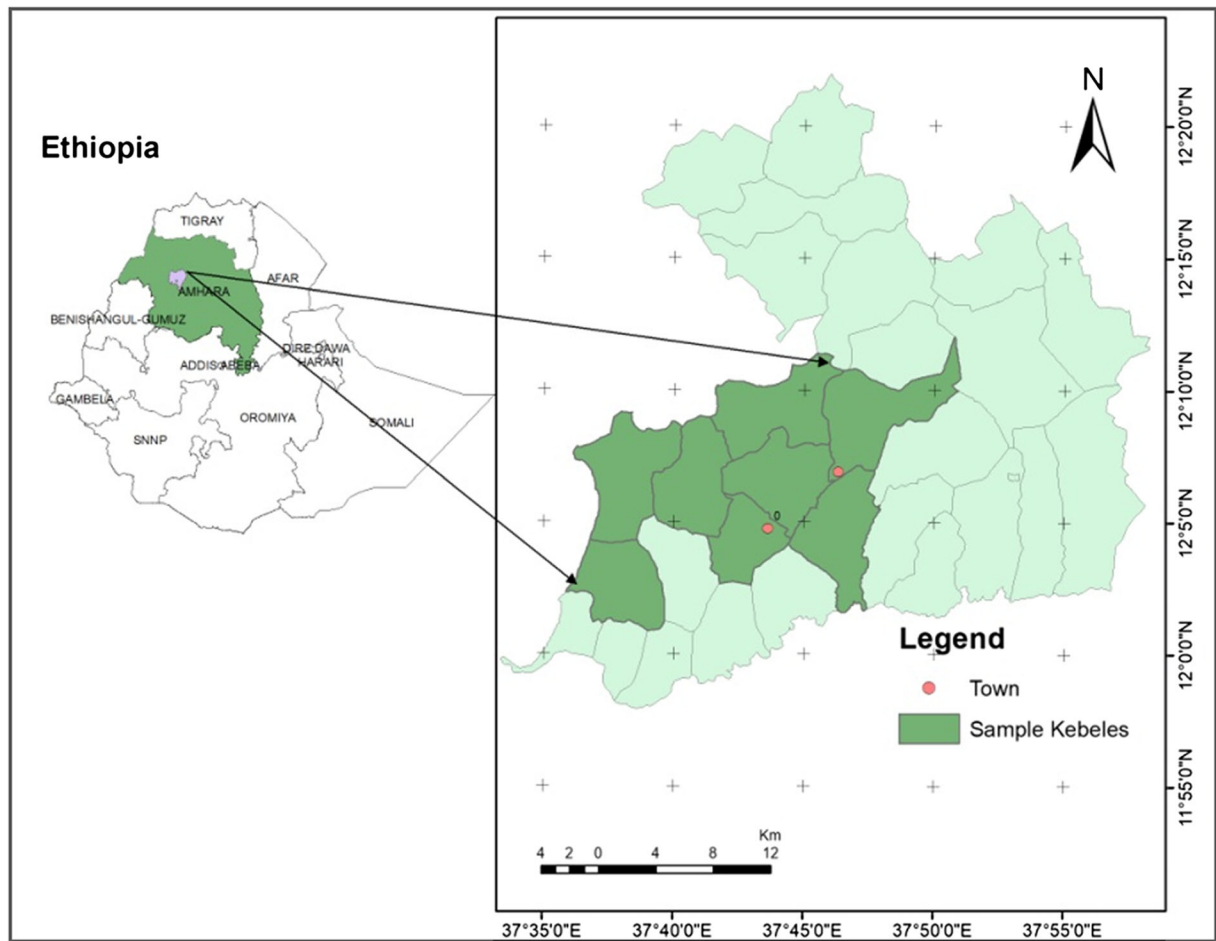 Ethiopia
TIGRAY
AFAR
AMHARA
BENISHANGUL-GUMUZ
DIRE DAWA
HARARI
ADDIS ABEBA
GAMBELA
OROMIYA
SOMALI
SNNP
N
12°20'0"N
12°15'0"N
12°10'0"N
12°5'0"N
12°0'0"N
11°55'0"N
0
Legend
Town
Sample Kebeles
Km
4 2 0 4 8 12
37°35'0"E 37°40'0"E 37°45'0"E 37°50'0"E 37°55'0"E